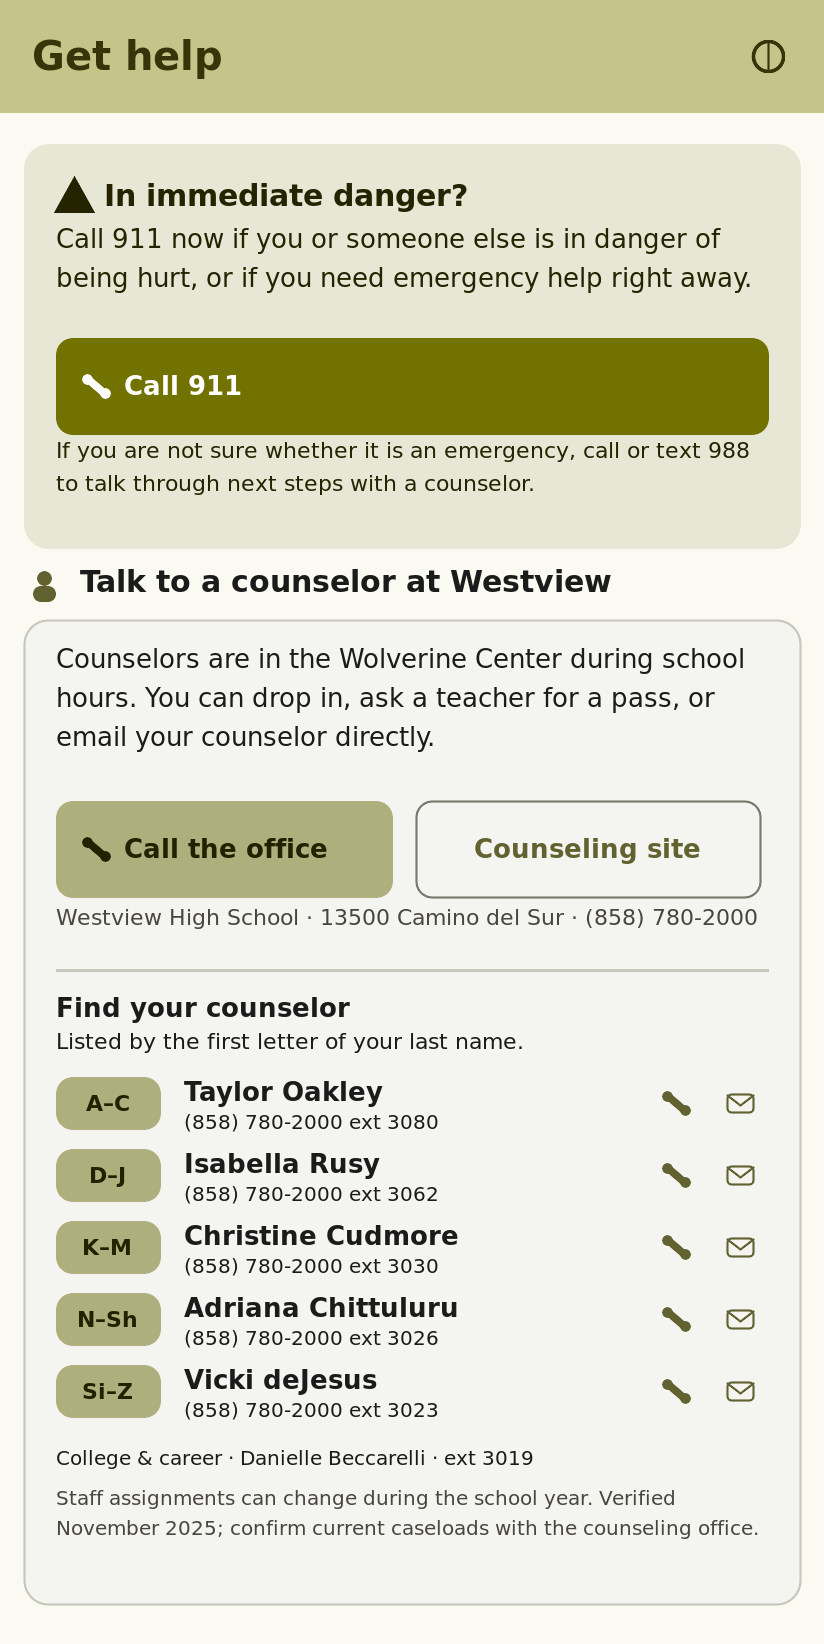 Get help
In immediate danger?
Call 911 now if you or someone else is in danger of
being hurt, or if you need emergency help right away.
Call 911
If you are not sure whether it is an emergency, call or text 988
to talk through next steps with a counselor.
Talk to a counselor at Westview
Counselors are in the Wolverine Center during school
hours. You can drop in, ask a teacher for a pass, or
email your counselor directly.
Call the office
Counseling site
Westview High School · 13500 Camino del Sur · (858) 780-2000
Find your counselor
Listed by the first letter of your last name.
A–C
Taylor Oakley
(858) 780-2000 ext 3080
D–J
Isabella Rusy
(858) 780-2000 ext 3062
K–M
Christine Cudmore
(858) 780-2000 ext 3030
N–Sh
Adriana Chittuluru
(858) 780-2000 ext 3026
Si–Z
Vicki deJesus
(858) 780-2000 ext 3023
College & career · Danielle Beccarelli · ext 3019
Staff assignments can change during the school year. Verified
November 2025; confirm current caseloads with the counseling office.